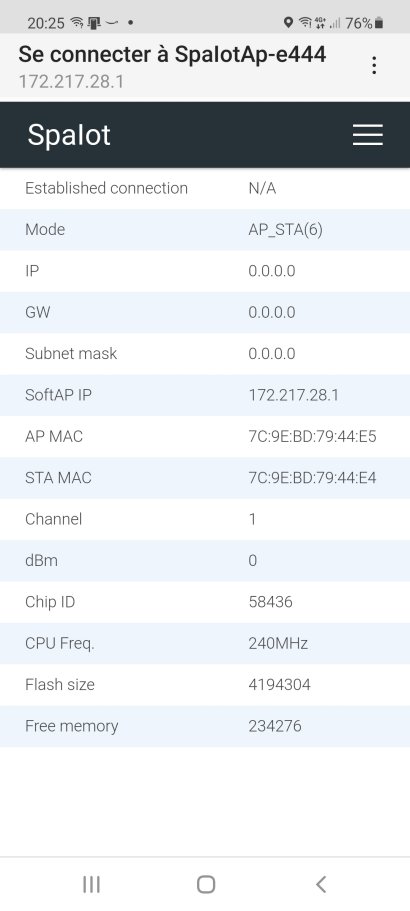 20:25 4G+ 76%
Se connecter à SpaIotAp-e444
172.217.28.1
SpaIot
Established connection N/A
Mode AP_STA(6)
IP 0.0.0.0
GW 0.0.0.0
Subnet mask 0.0.0.0
SoftAP IP 172.217.28.1
AP MAC 7C:9E:BD:79:44:E5
STA MAC 7C:9E:BD:79:44:E4
Channel 1
dBm 0
Chip ID 58436
CPU Freq. 240MHz
Flash size 4194304
Free memory 234276